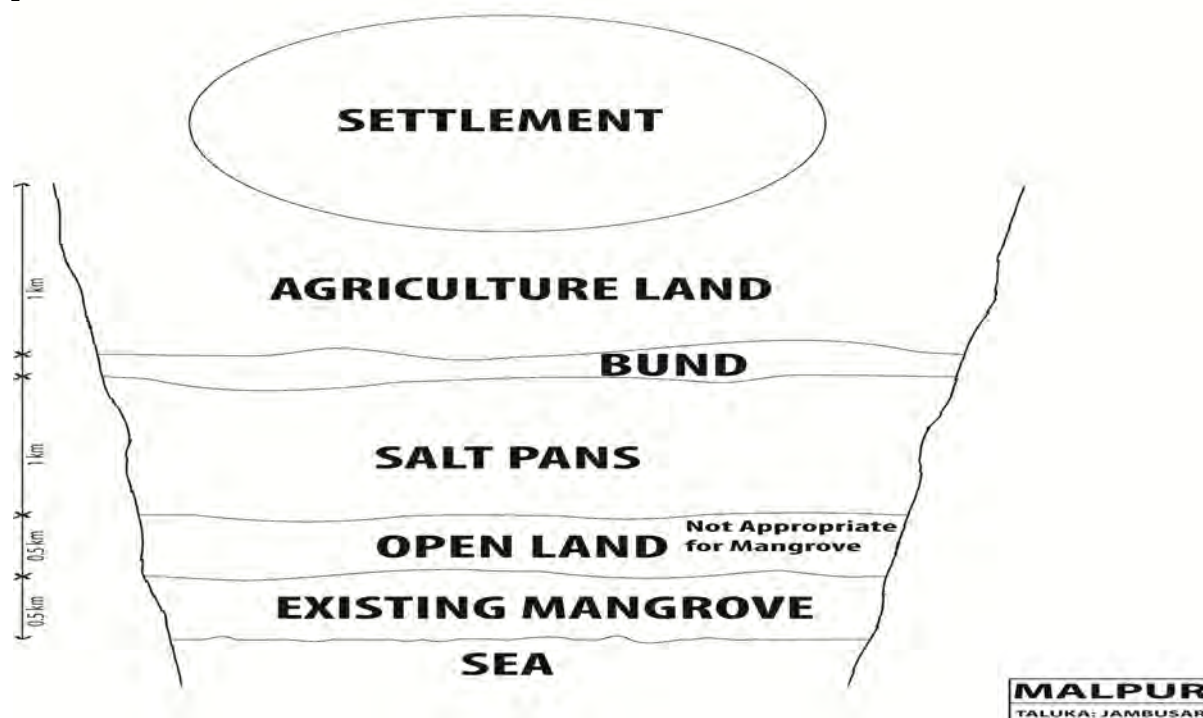 SETTLEMENT
AGRICULTURE LAND
1 km
BUND
SALT PANS
1 km
OPEN LAND
Not Appropriate
for Mangrove
0.5 km
EXISTING MANGROVE
0.5 km
SEA
MALPUR
TALUKA: JAMBUSAR